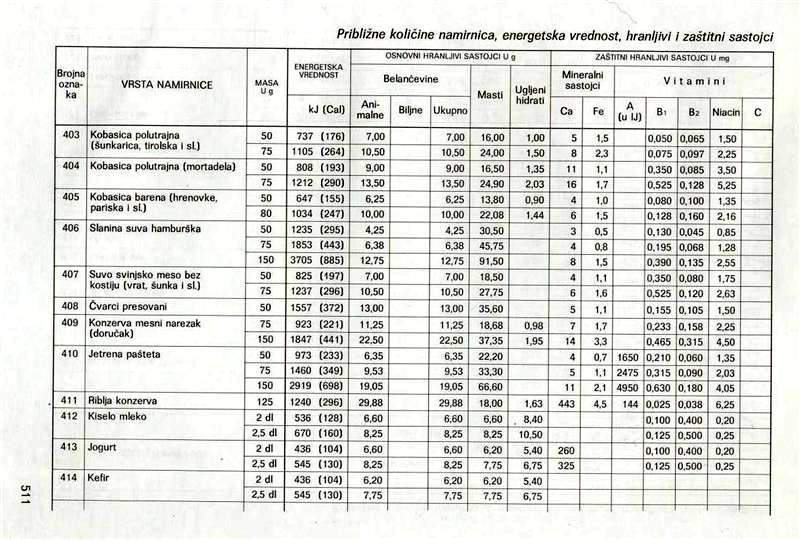 Približne količine namirnica, energetska vrednost, hranljivi i zaštitni sastojci
Brojna oznaka VRSTA NAMIRNICE MASA U g ENERGETSKA VREDNOST kJ (Cal) OSNOVNI HRANLJIVI SASTOJCI U g ZAŠTITNI HRANLJIVI SASTOJCI U mg
Belančevine Masti Ugljeni hidrati Mineralni sastojci Vitamini
Animalne Biljne Ukupno Ca Fe A (u IJ) B1 B2 Niacin C
403 Kobasica polutrajna 50 737 (176) 7,00 7,00 16,00 1,00 5 1,5 0,050 0,065 1,50
(šunkarica, tirolska i sl.) 75 1105 (264) 10,50 10,50 24,00 1,50 8 2,3 0,075 0,097 2,25
404 Kobasica polutrajna (mortadela) 50 808 (193) 9,00 9,00 16,50 1,35 11 1,1 0,350 0,085 3,50
75 1212 (290) 13,50 13,50 24,90 2,03 16 1,7 0,525 0,128 5,25
405 Kobasica barena (hrenovke, 50 647 (155) 6,25 6,25 13,80 0,90 4 1,0 0,080 0,100 1,35
pariska i sl.) 80 1034 (247) 10,00 10,00 22,08 1,44 6 1,5 0,128 0,160 2,16
406 Slanina suva hamburška 50 1235 (295) 4,25 4,25 30,50 3 0,5 0,130 0,045 0,85
75 1853 (443) 6,38 6,38 45,75 4 0,8 0,195 0,068 1,28
150 3705 (885) 12,75 12,75 91,50 8 1,5 0,390 0,135 2,55
407 Suvo svinjsko meso bez 50 825 (197) 7,00 7,00 18,50 4 1,1 0,350 0,080 1,75
kostiju (vrat, šunka i sl.) 75 1237 (296) 10,50 10,50 27,75 6 1,6 0,525 0,120 2,63
408 Čvarci presovani 50 1557 (372) 13,00 13,00 35,60 5 1,1 0,155 0,105 1,50
409 Konzerva mesni narezak 75 923 (221) 11,25 11,25 18,68 0,98 7 1,7 0,233 0,158 2,25
(doručak) 150 1847 (441) 22,50 22,50 37,35 1,95 14 3,3 0,465 0,315 4,50
410 Jetrena pašteta 50 973 (233) 6,35 6,35 22,20 4 0,7 1650 0,210 0,060 1,35
75 1460 (349) 9,53 9,53 33,30 5 1,1 2475 0,315 0,090 2,03
150 2919 (698) 19,05 19,05 66,60 11 2,1 4950 0,630 0,180 4,05
411 Riblja konzerva 125 1240 (296) 29,88 29,88 18,00 1,63 443 4,5 144 0,025 0,038 6,25
412 Kiselo mleko 2 dl 536 (128) 6,60 6,60 6,60 8,40 0,100 0,400 0,20
2,5 dl 670 (160) 8,25 8,25 8,25 10,50 0,125 0,500 0,25
413 Jogurt 2 dl 436 (104) 6,60 6,60 6,20 5,40 260 0,100 0,400 0,20
2,5 dl 545 (130) 8,25 8,25 7,75 6,75 325 0,125 0,500 0,25
414 Kefir 2 dl 436 (104) 6,20 6,20 6,20 5,40
2,5 dl 545 (130) 7,75 7,75 7,75 6,75
511